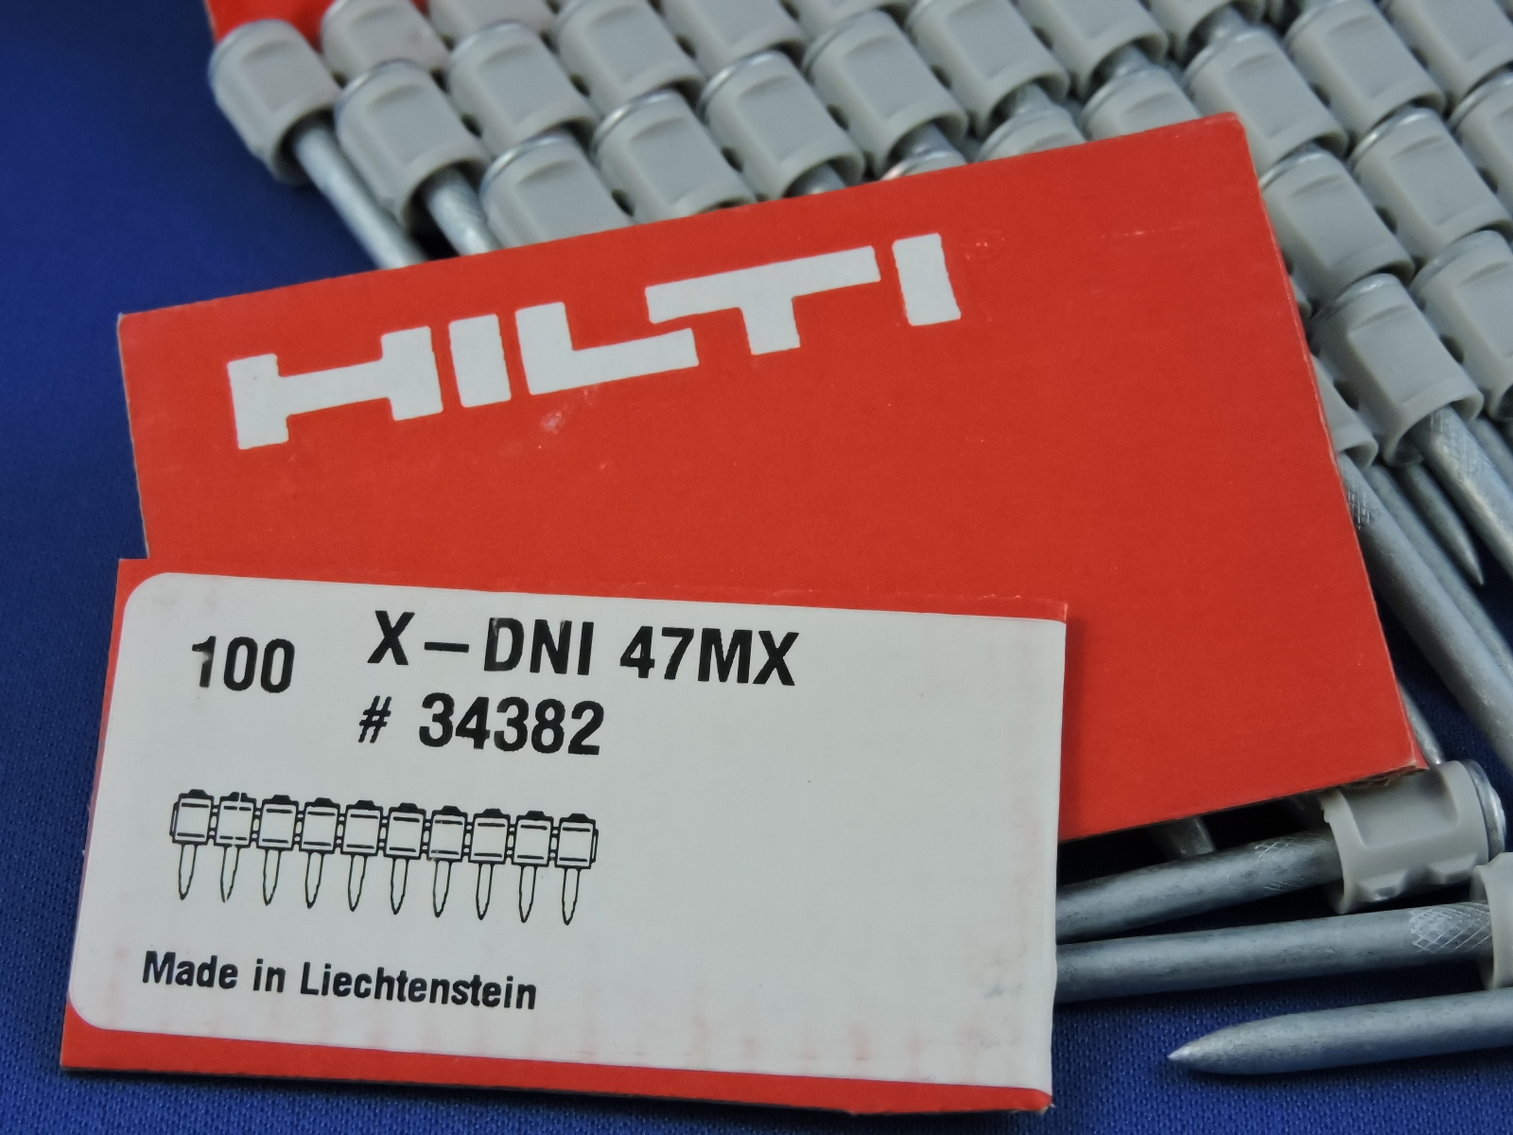 HILTI
100 X-DNI 47MX
# 34382
Made in Liechtenstein